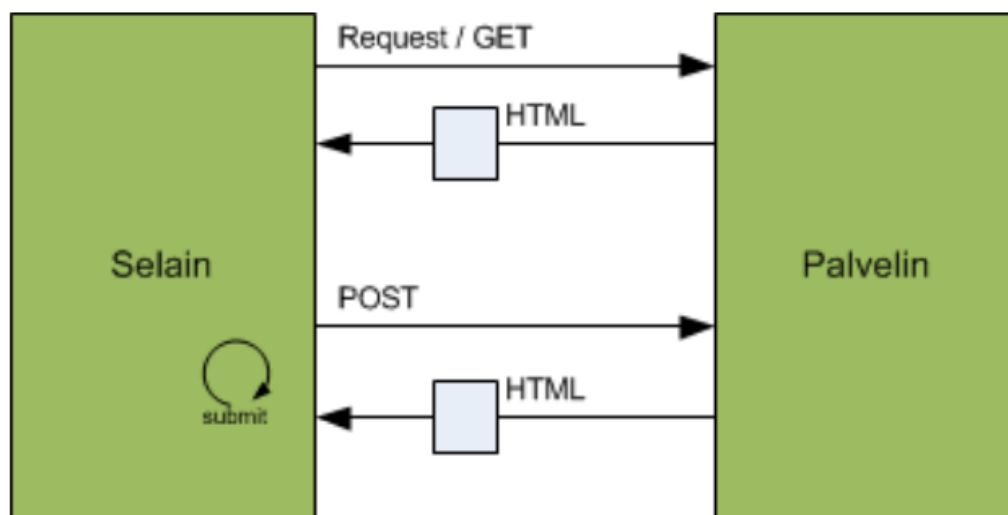 Request / GET
HTML
Selain
Palvelin
POST
HTML
submit